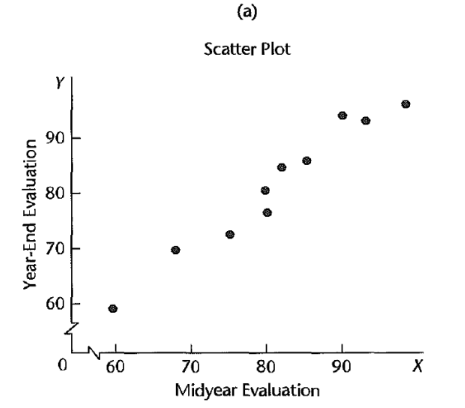 (a)
Scatter Plot
Y
Year-End Evaluation
90
80
70
60
0
60 70 80 90 X
Midyear Evaluation